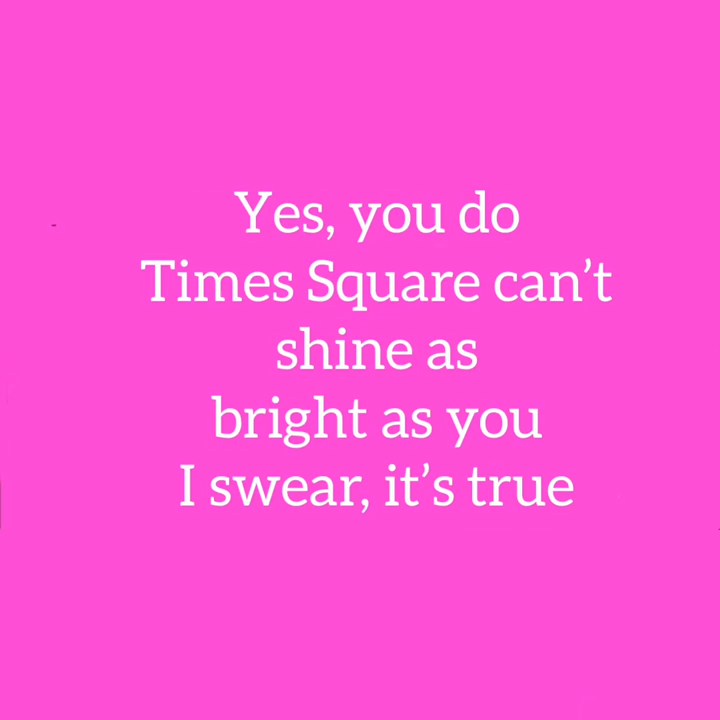 Yes, you do
Times Square can’t
shine as
bright as you
I swear, it’s true